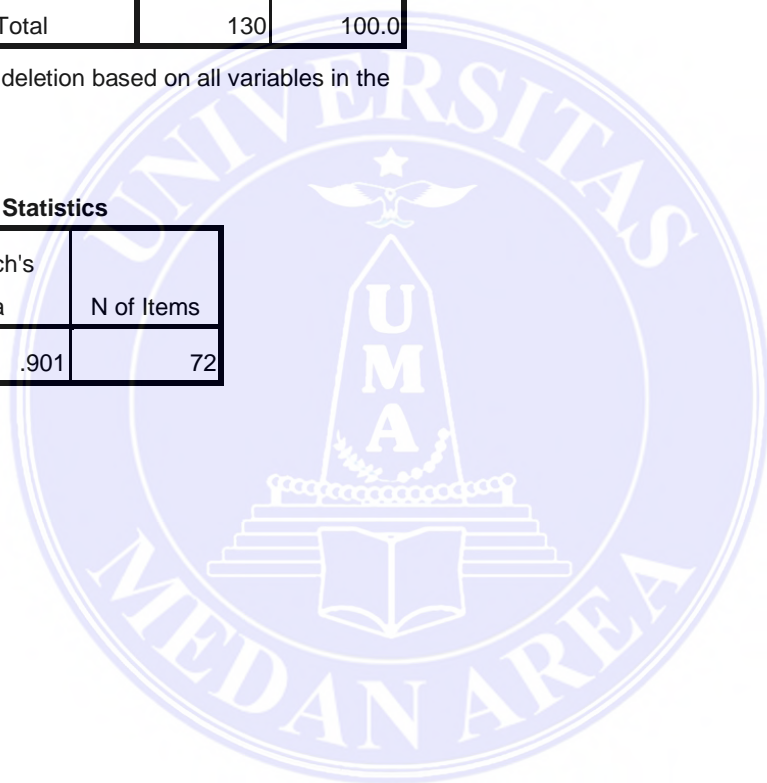 Total 130 100.0
deletion based on all variables in the
Statistics
ch's
a N of Items
.901 72
UNIVERSITAS
UMA
MEDAN AREA